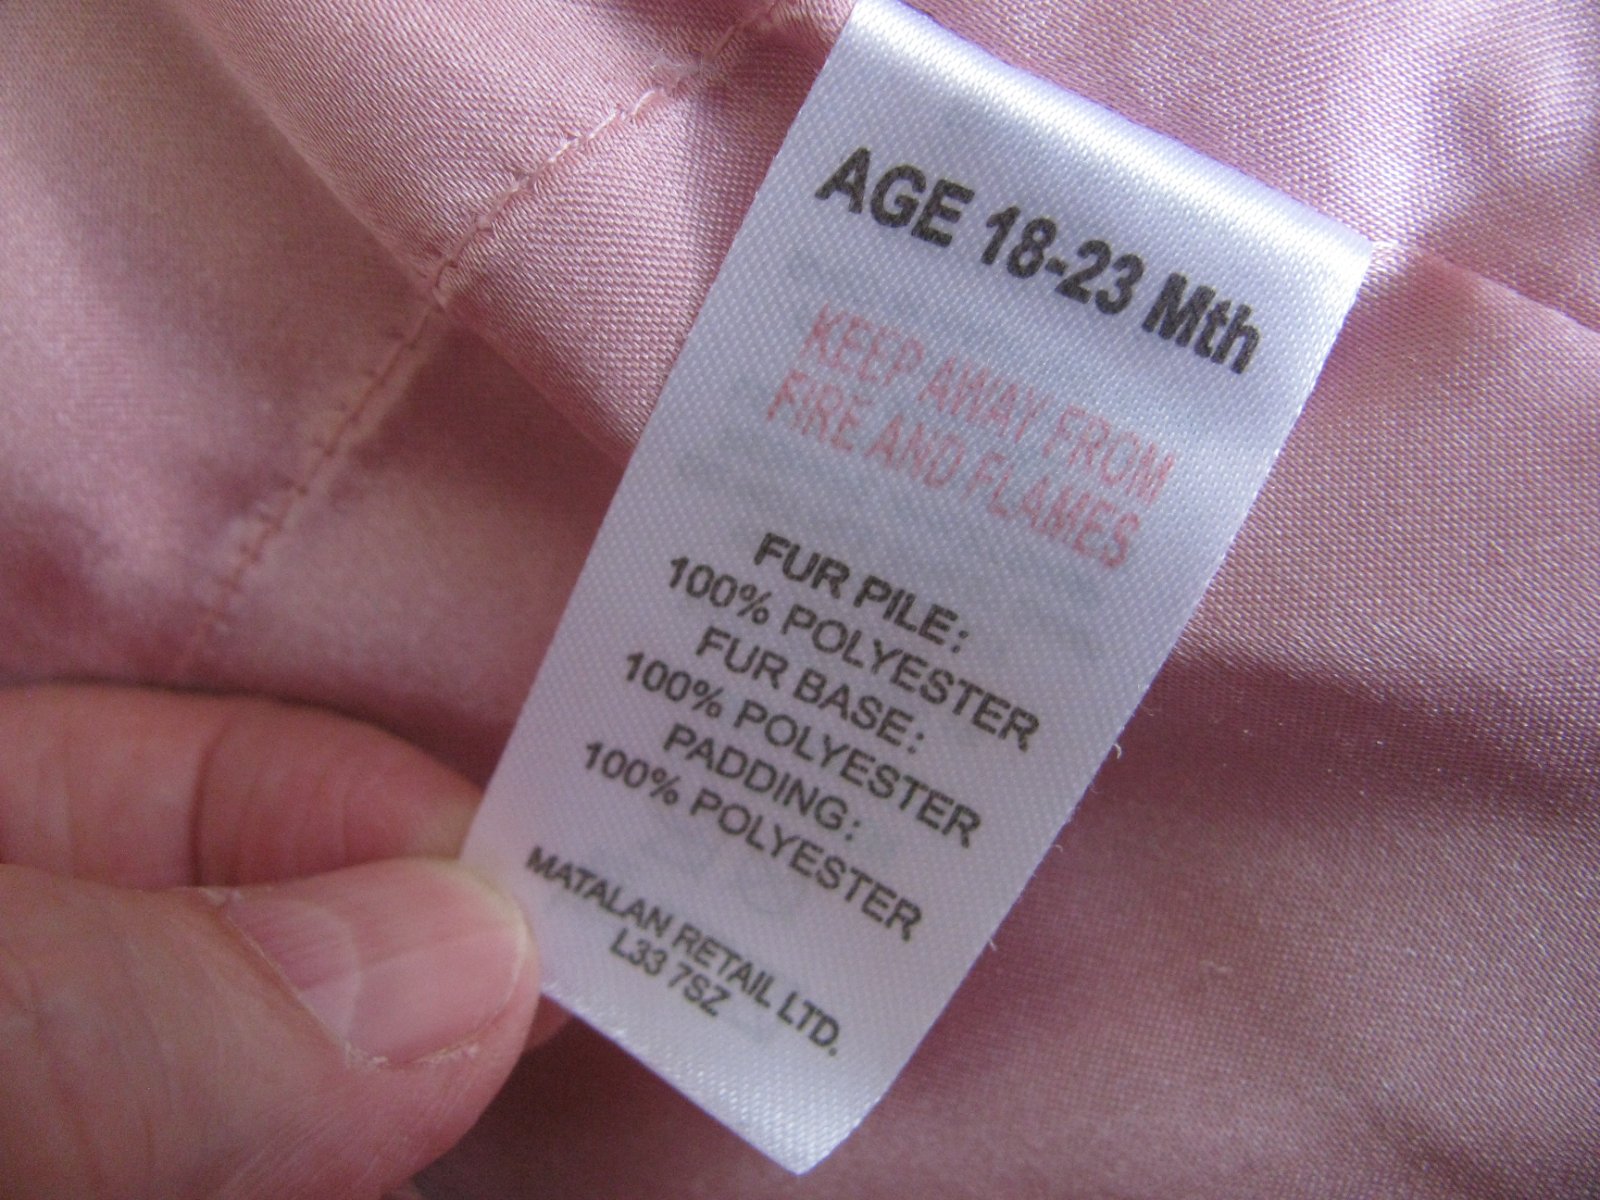 AGE 18-23 Mth
KEEP AWAY FROM
FIRE AND FLAMES
FUR PILE:
100% POLYESTER
FUR BASE:
100% POLYESTER
PADDING:
100% POLYESTER
MATALAN RETAIL LTD.
L33 7SZ